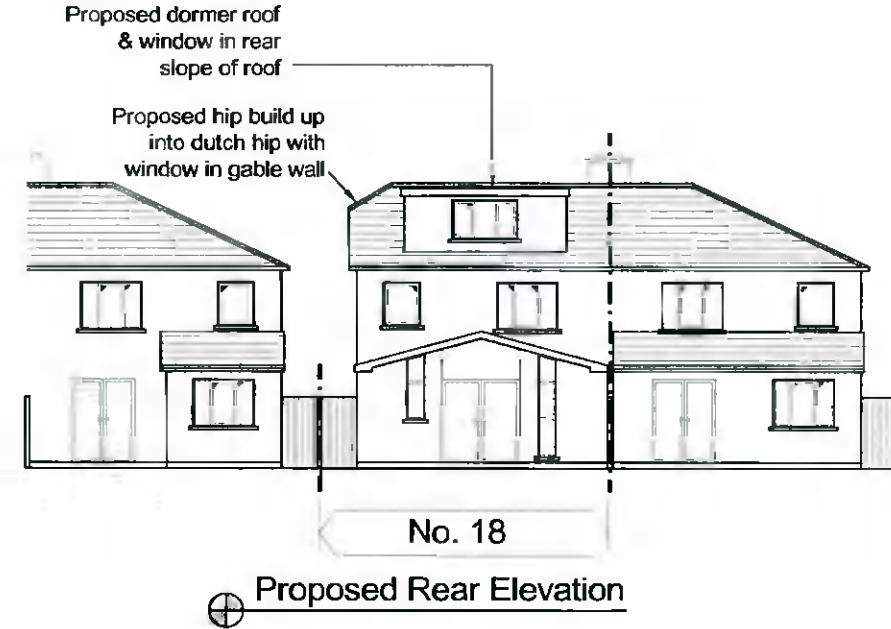 Proposed dormer roof
& window in rear
slope of roof
Proposed hip build up
into dutch hip with
window in gable wall
No. 18
Proposed Rear Elevation